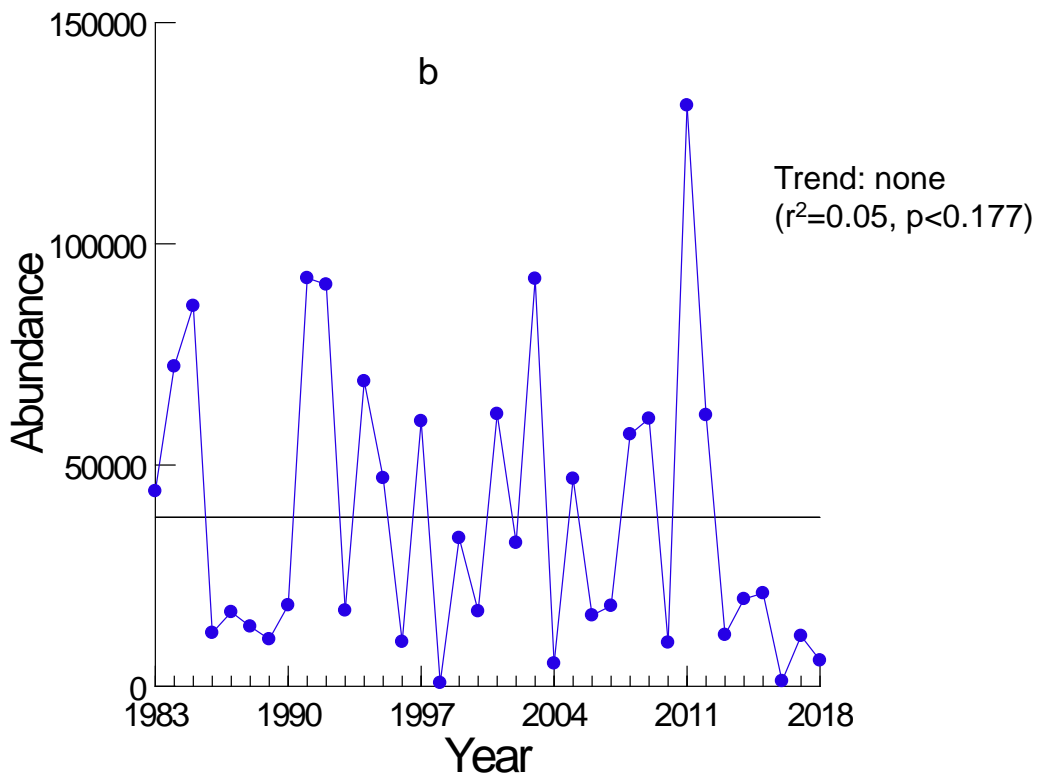 150000
b
Trend: none
(r²=0.05, p<0.177)
100000
Abundance
50000
0
1983 1990 1997 2004 2011 2018
Year